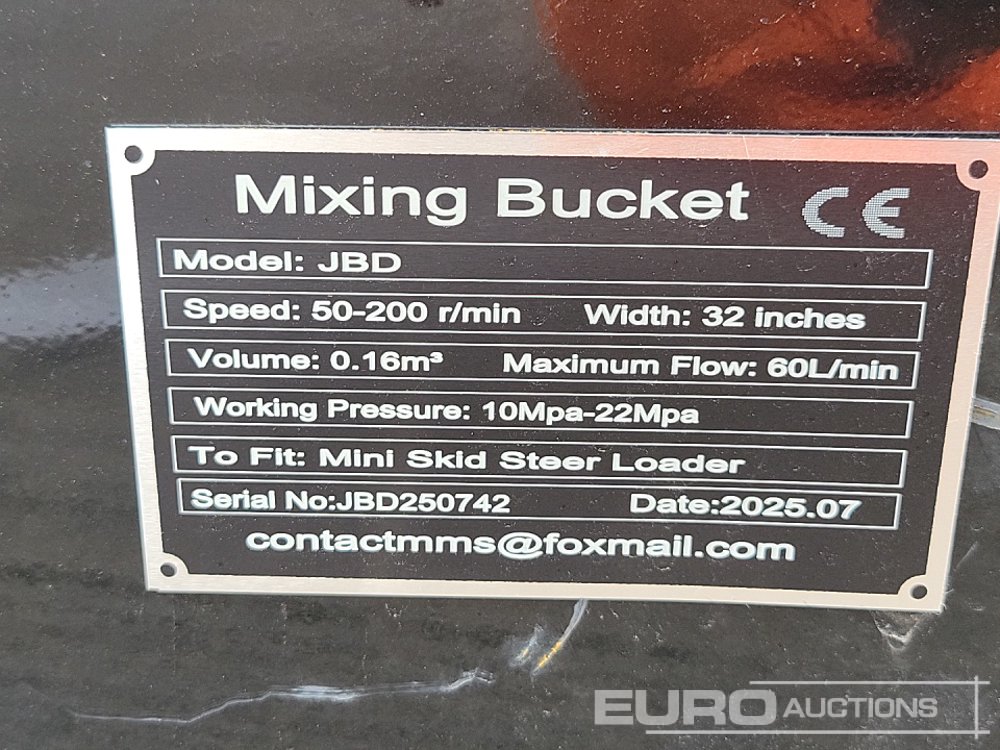 Mixing Bucket CE
Model: JBD
Speed: 50-200 r/min Width: 32 inches
Volume: 0.16m³ Maximum Flow: 60L/min
Working Pressure: 10Mpa-22Mpa
To Fit: Mini Skid Steer Loader
Serial No:JBD250742 Date:2025.07
contactmms@foxmail.com
EURO AUCTIONS